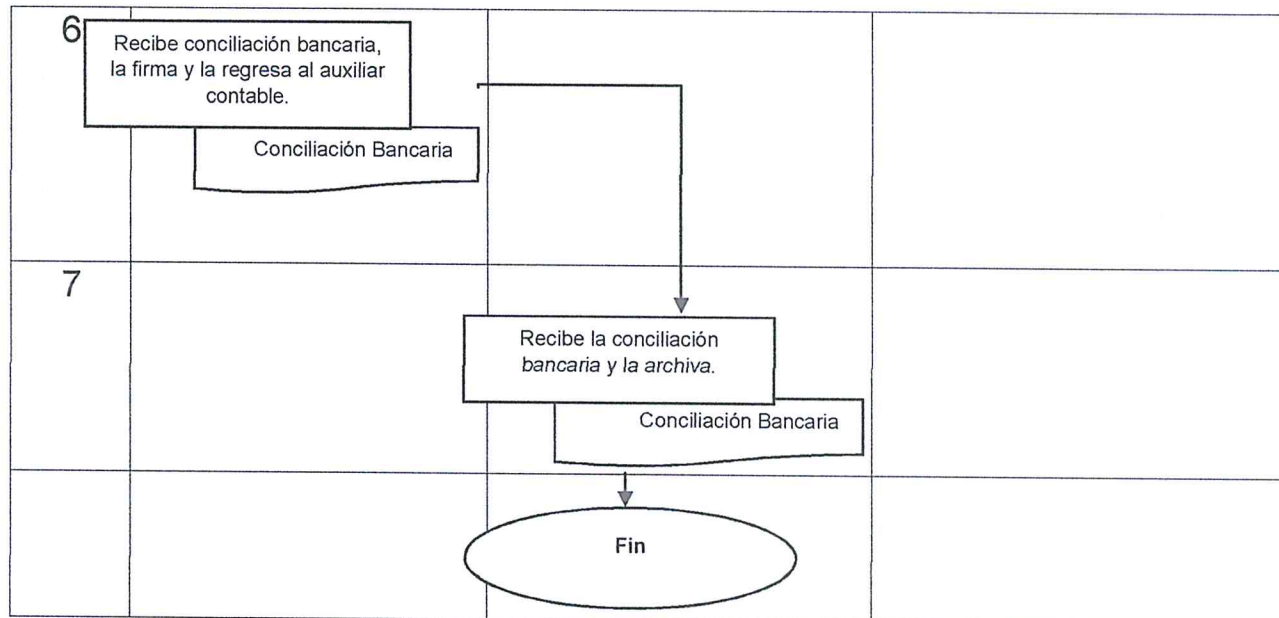 6
Recibe conciliación bancaria,
la firma y la regresa al auxiliar
contable.
Conciliación Bancaria
7
Recibe la conciliación
bancaria y la archiva.
Conciliación Bancaria
Fin